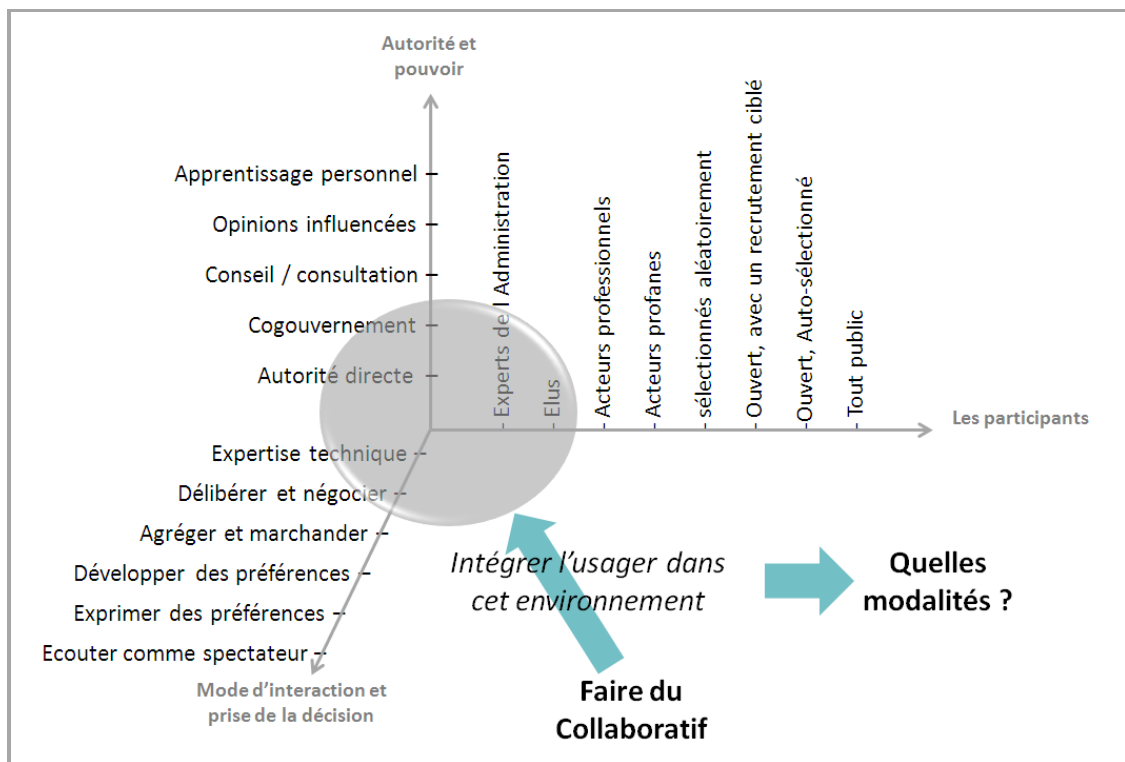 Autorité et
pouvoir
Apprentissage personnel
Opinions influencées
Conseil / consultation
Cogouvernement
Autorité directe
Experts de l Administration
Elus
Acteurs professionnels
Acteurs profanes
sélectionnés aléatoirement
Ouvert, avec un recrutement ciblé
Ouvert, Auto-sélectionné
Tout public
Les participants
Expertise technique
Délibérer et négocier
Agréger et marchander
Développer des préférences
Exprimer des préférences
Ecouter comme spectateur
Mode d'interaction et
prise de la décision
Intégrer l'usager dans
cet environnement
Quelles
modalités ?
Faire du
Collaboratif